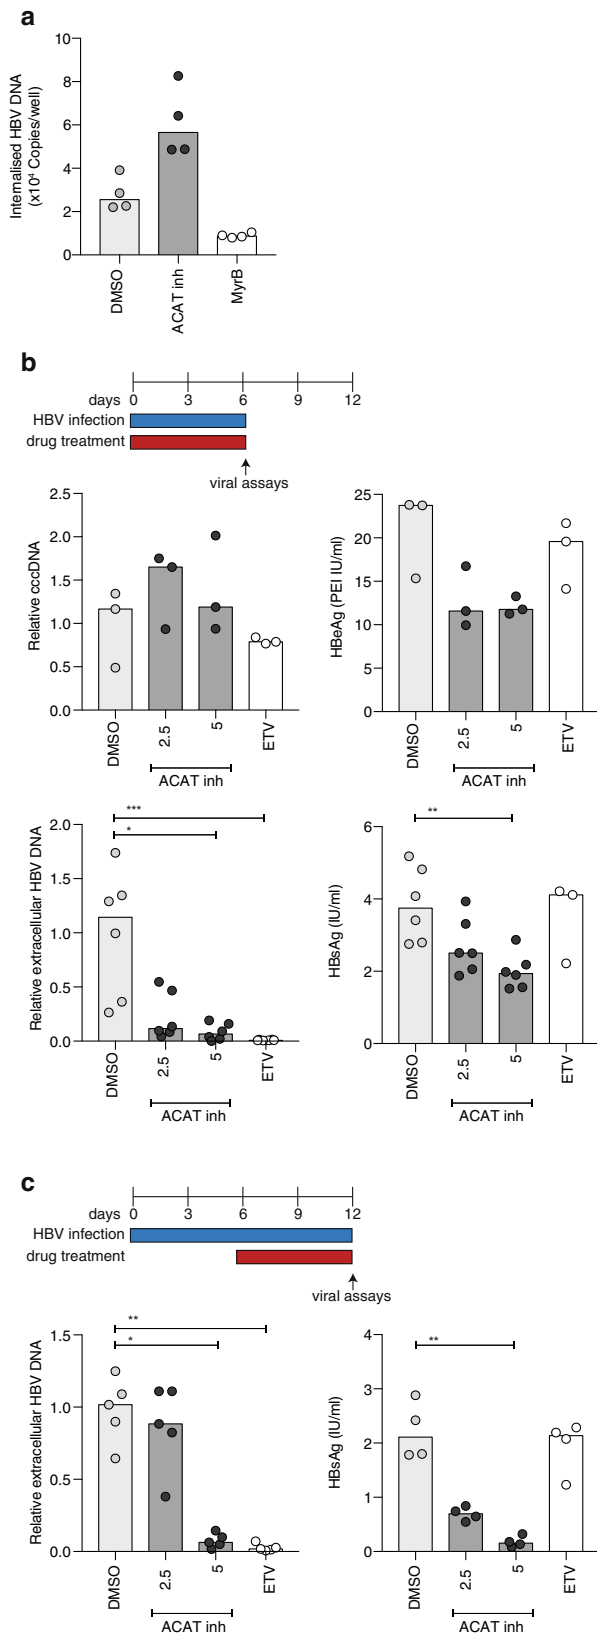 a
Internalised HBV DNA
(x10⁴ Copies/well)
10
8
6
4
2
0
DMSO
ACAT inh
MyrB
b
days 0 3 6 9 12
HBV infection
drug treatment
viral assays
Relative cccDNA
2.5
2.0
1.5
1.0
0.5
0.0
DMSO
2.5
5
ETV
ACAT inh
HBeAg (PEI IU/ml)
25
20
15
10
5
0
DMSO
2.5
5
ETV
ACAT inh
Relative extracellular HBV DNA
***
*
2.0
1.5
1.0
0.5
0.0
DMSO
2.5
5
ETV
ACAT inh
HBsAg (IU/ml)
**
6
4
2
0
DMSO
2.5
5
ETV
ACAT inh
c
days 0 3 6 9 12
HBV infection
drug treatment
viral assays
Relative extracellular HBV DNA
**
*
1.5
1.0
0.5
0.0
DMSO
2.5
5
ETV
ACAT inh
HBsAg (IU/ml)
**
4
3
2
1
0
DMSO
2.5
5
ETV
ACAT inh